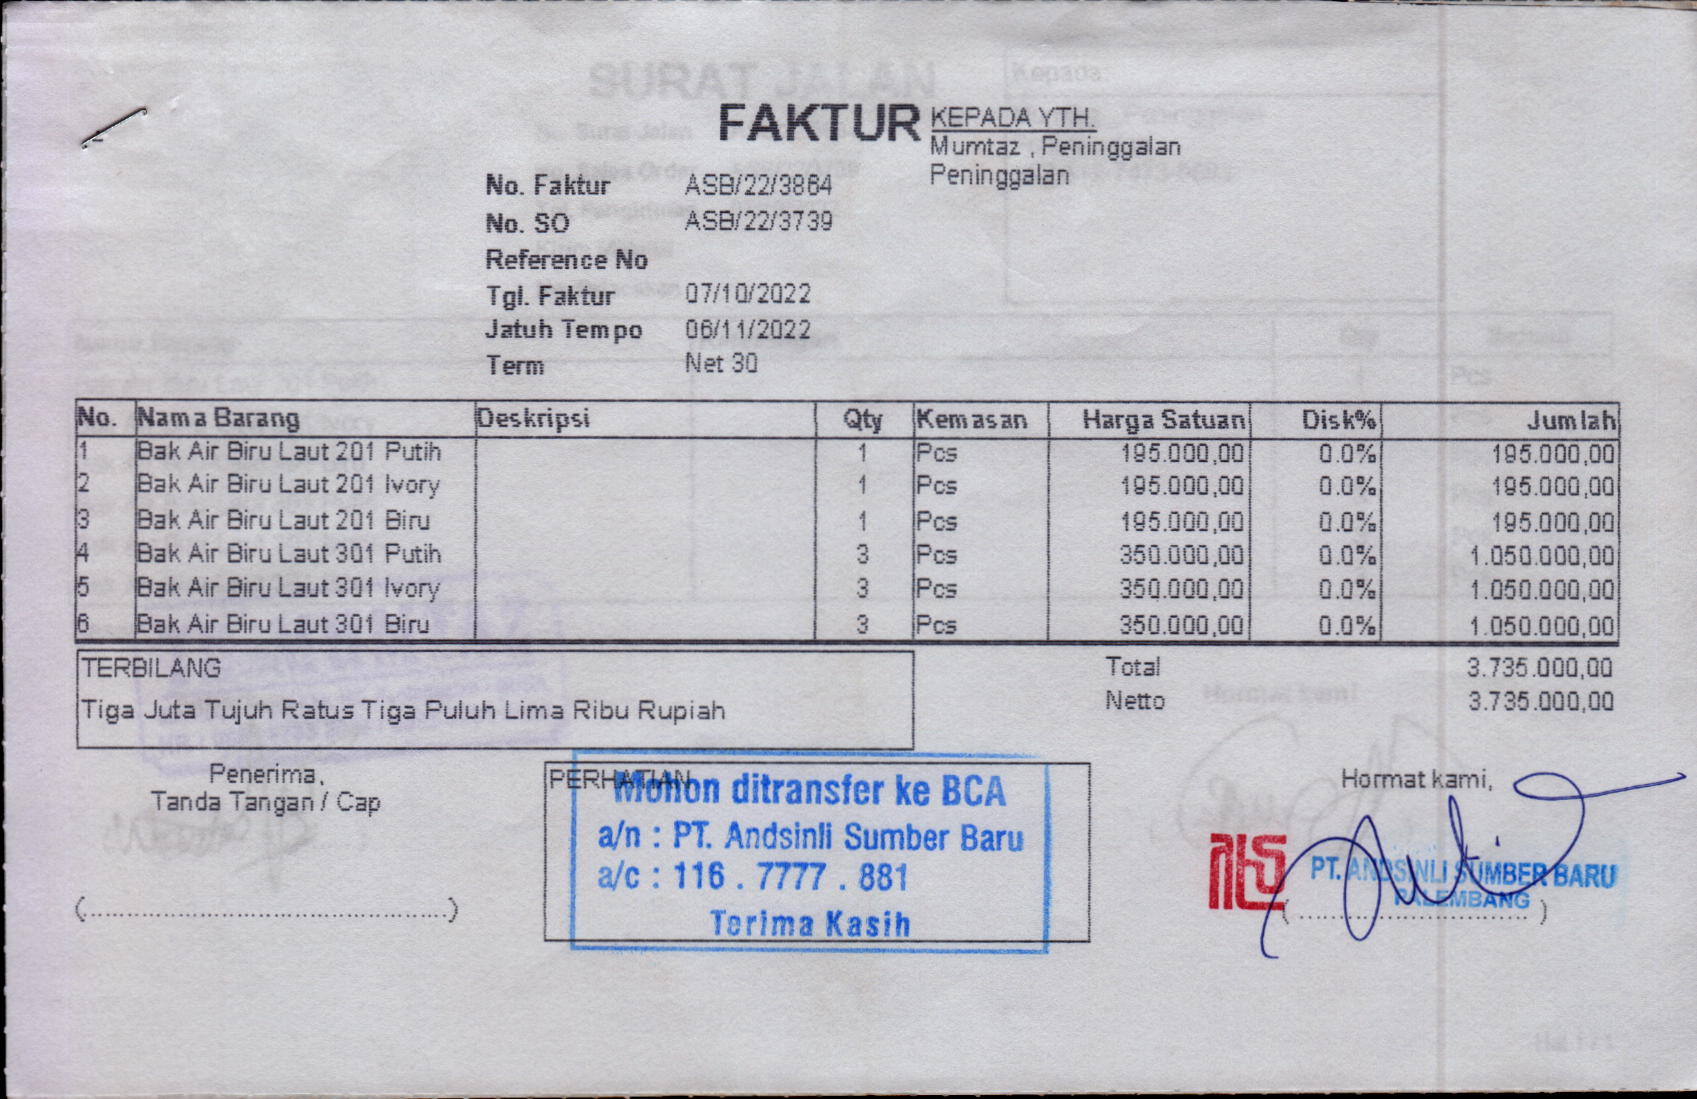 FAKTUR
KEPADA YTH.
Mumtaz , Peninggalan
Peninggalan
No. Faktur ASB/22/3864
No. SO ASB/22/3739
Reference No
Tgl. Faktur 07/10/2022
Jatuh Tempo 06/11/2022
Term Net 30
No. Nama Barang Deskripsi Qty Kemasan Harga Satuan Disk% Jumlah
1 Bak Air Biru Laut 201 Putih 1 Pcs 195.000,00 0.0% 195.000,00
2 Bak Air Biru Laut 201 Ivory 1 Pcs 195.000,00 0.0% 195.000,00
3 Bak Air Biru Laut 201 Biru 1 Pcs 195.000,00 0.0% 195.000,00
4 Bak Air Biru Laut 301 Putih 3 Pcs 350.000,00 0.0% 1.050.000,00
5 Bak Air Biru Laut 301 Ivory 3 Pcs 350.000,00 0.0% 1.050.000,00
6 Bak Air Biru Laut 301 Biru 3 Pcs 350.000,00 0.0% 1.050.000,00
TERBILANG
Tiga Juta Tujuh Ratus Tiga Puluh Lima Ribu Rupiah
Total 3.735.000,00
Netto 3.735.000,00
Penerima,
Tanda Tangan / Cap
(..................................................)
PERHATIAN
Mohon ditransfer ke BCA
a/n : PT. Andsinli Sumber Baru
a/c : 116 . 7777 . 881
Terima Kasih
Hormat kami,
PT. ANDSINLI SUMBER BARU
PALEMBANG
(................................)